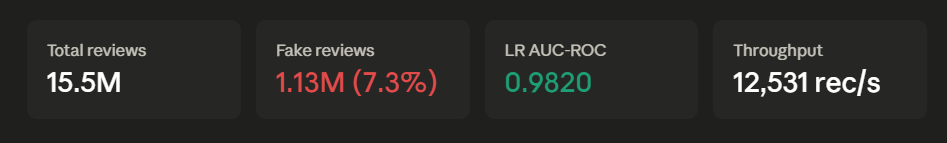 Total reviews
15.5M
Fake reviews
1.13M (7.3%)
LR AUC-ROC
0.9820
Throughput
12,531 rec/s